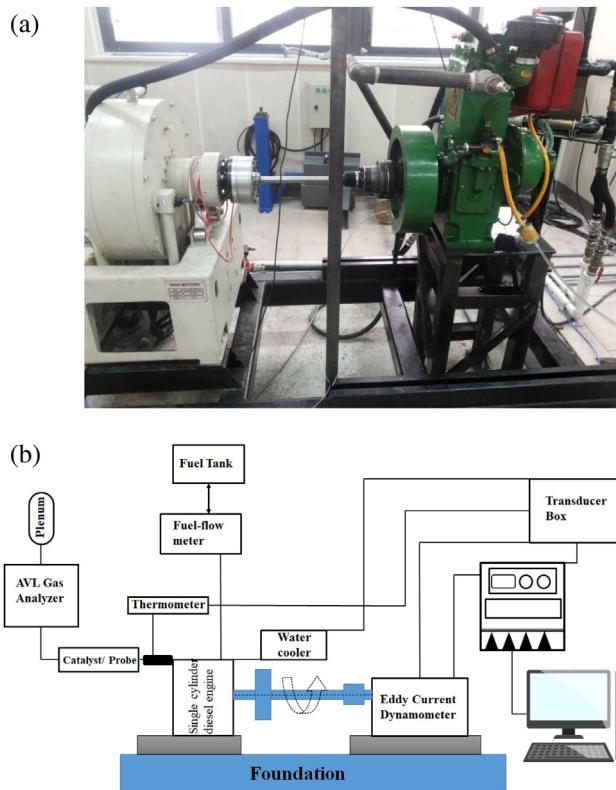 (a)
(b)
Fuel Tank
Plenum
Fuel-flow
meter
Transducer
Box
AVL Gas
Analyzer
Thermometer
Water
cooler
Catalyst/ Probe
Single cylinder
diesel engine
Eddy Current
Dynamometer
Foundation